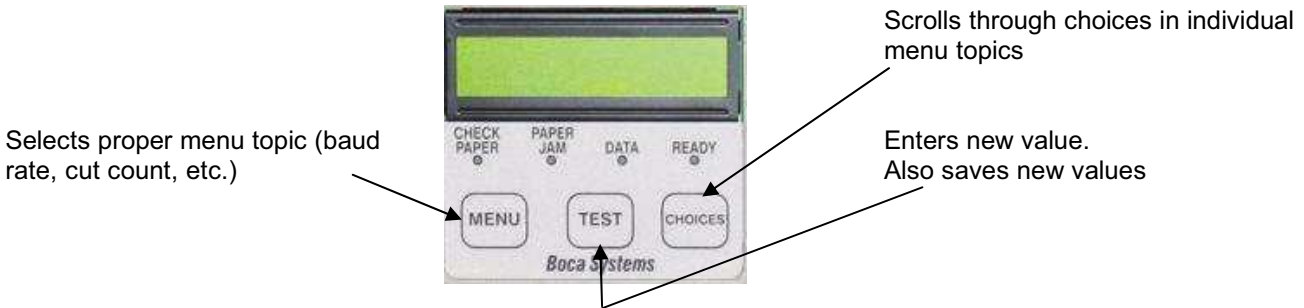 Scrolls through choices in individual
menu topics
Selects proper menu topic (baud
rate, cut count, etc.)
Enters new value.
Also saves new values
CHECK
PAPER
PAPER
JAM
DATA
READY
MENU
TEST
CHOICES
Boca Systems